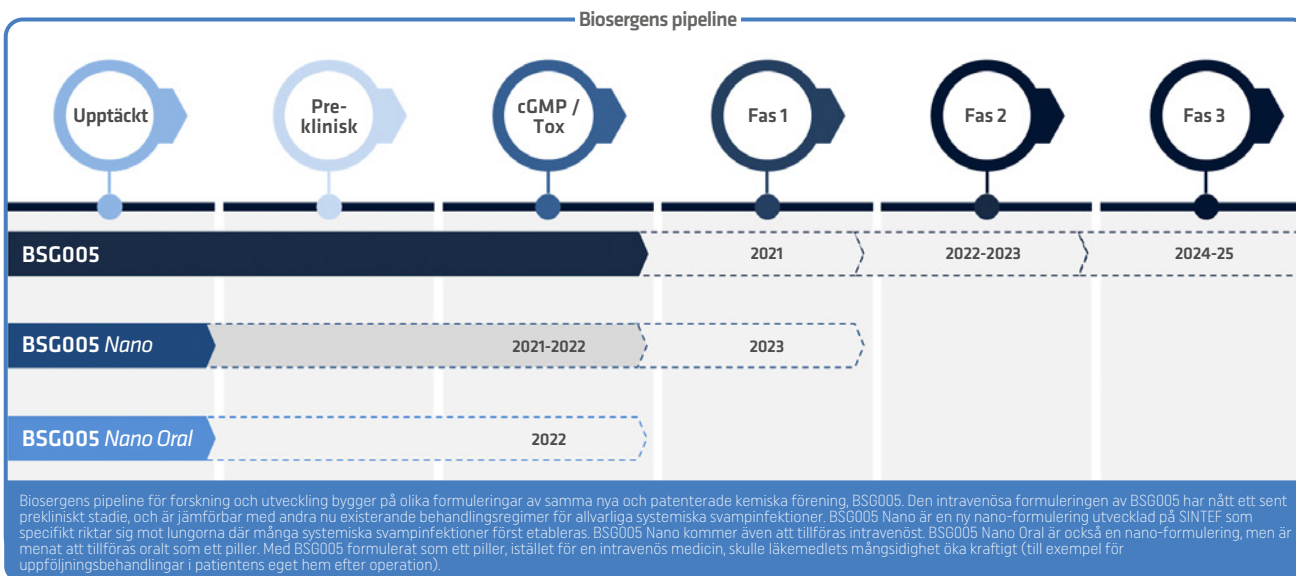 Biosergens pipeline
Upptäckt
Pre-
klinisk
cGMP /
Tox
Fas 1
Fas 2
Fas 3
BSG005
2021
2022-2023
2024-25
BSG005 Nano
2021-2022
2023
BSG005 Nano Oral
2022
Biosergens pipeline för forskning och utveckling bygger på olika formuleringar av samma nya och patenterade kemiska förening, BSG005. Den intravenösa formuleringen av BSG005 har nått ett sent
prekliniskt stadie, och är jämförbar med andra nu existerande behandlingsregimer för allvarliga systemiska svampinfektioner. BSG005 Nano är en ny nano-formulering utvecklad på SINTEF som
specifikt riktar sig mot lungorna där många systemiska svampinfektioner först etableras. BSG005 Nano kommer även att tillföras intravenöst. BSG005 Nano Oral är också en nano-formulering, men är
menat att tillföras oralt som ett piller. Med BSG005 formulerat som ett piller, istället för en intravenös medicin, skulle läkemedlets mångsidighet öka kraftigt (till exempel för
uppföljningsbehandlingar i patientens eget hem efter operation).